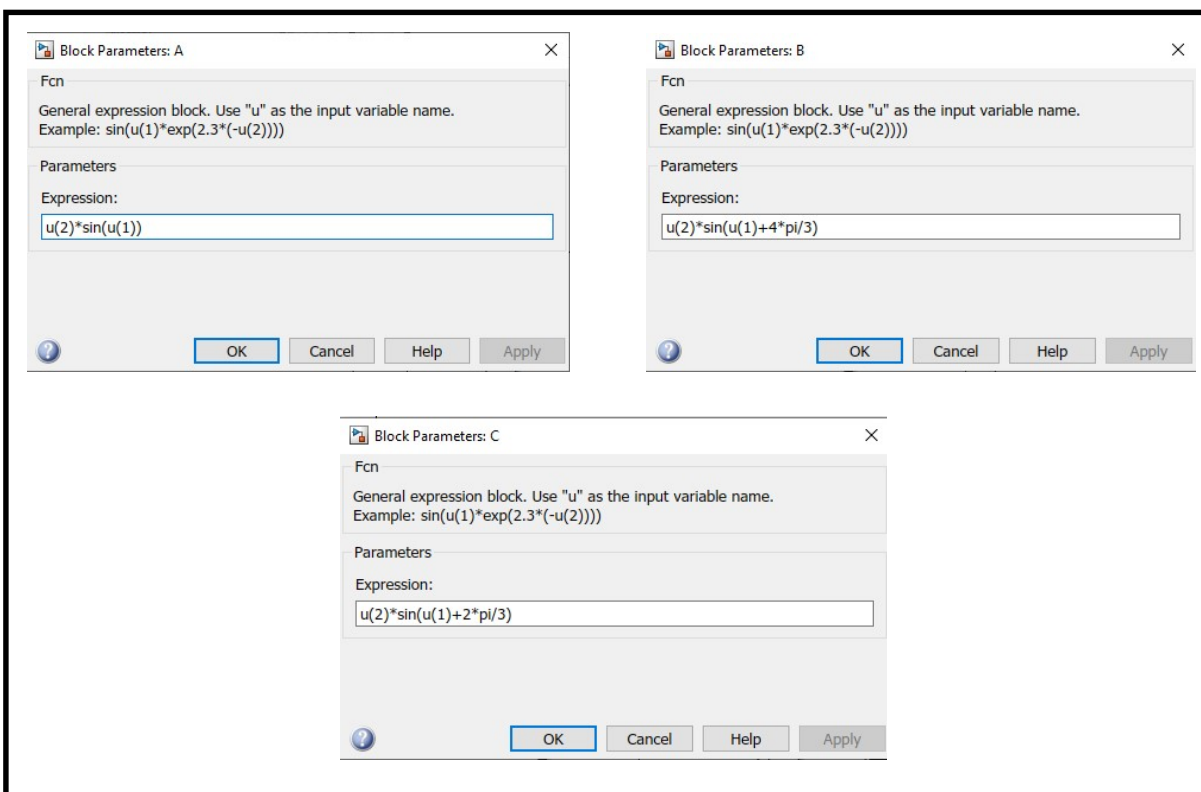 Block Parameters: A
Fcn
General expression block. Use "u" as the input variable name.
Example: sin(u(1)*exp(2.3*(-u(2))))
Parameters
Expression:
u(2)*sin(u(1))
OK Cancel Help Apply
Block Parameters: B
Fcn
General expression block. Use "u" as the input variable name.
Example: sin(u(1)*exp(2.3*(-u(2))))
Parameters
Expression:
u(2)*sin(u(1)+4*pi/3)
OK Cancel Help Apply
Block Parameters: C
Fcn
General expression block. Use "u" as the input variable name.
Example: sin(u(1)*exp(2.3*(-u(2))))
Parameters
Expression:
u(2)*sin(u(1)+2*pi/3)
OK Cancel Help Apply